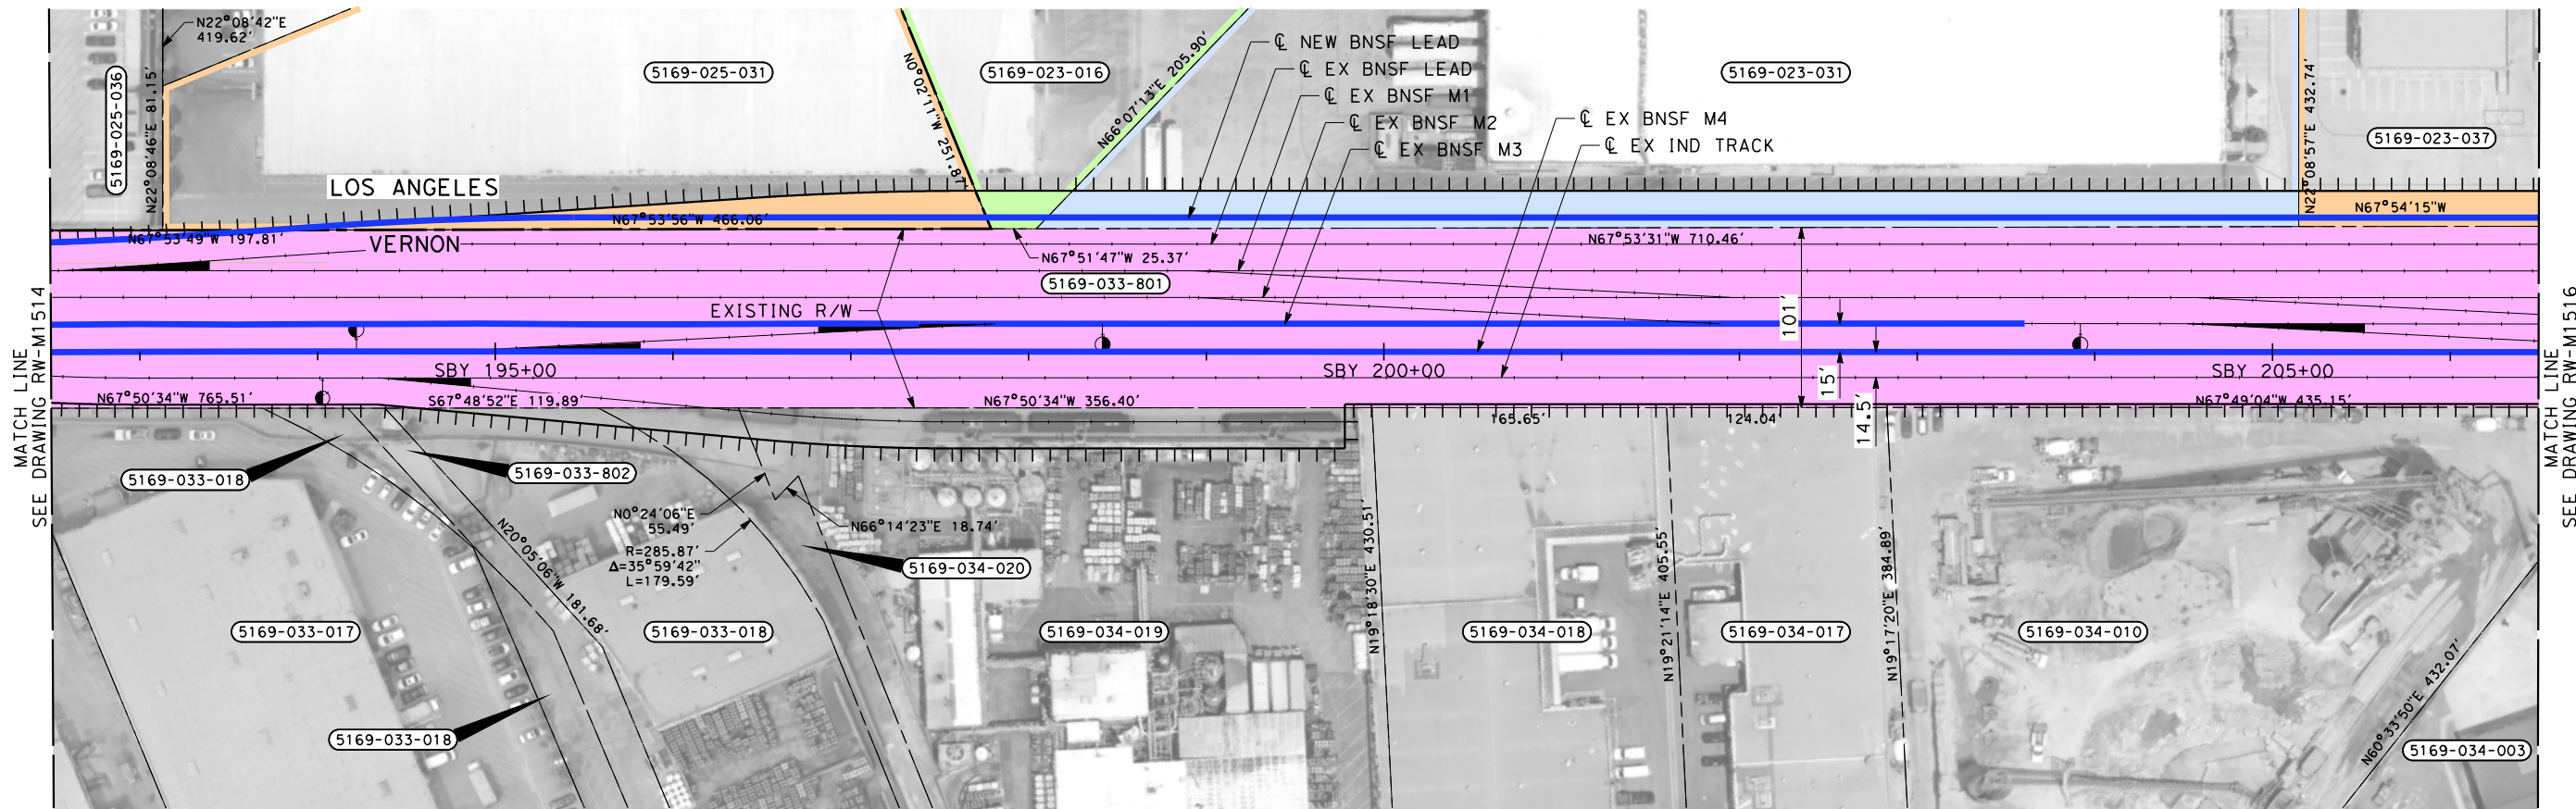 N22°08'42"E
419.62'
5169-025-036
N22°08'46"E 81.15'
5169-025-031
N0°02'11"W 251.87'
5169-023-016
N66°07'13"E 205.90'
℄ NEW BNSF LEAD
℄ EX BNSF LEAD
℄ EX BNSF M1
℄ EX BNSF M2
℄ EX BNSF M3
℄ EX BNSF M4
℄ EX IND TRACK
5169-023-031
N22°08'57"E 432.74'
5169-023-037
LOS ANGELES
N67°53'56"W 466.06'
N67°54'15"W
N67°53'49"W 197.81'
VERNON
N67°51'47"W 25.37'
N67°53'31"W 710.46'
5169-033-801
EXISTING R/W
101'
15'
14.5'
MATCH LINE
SEE DRAWING RW-M1514
MATCH LINE
SEE DRAWING RW-M1516
SBY 195+00
SBY 200+00
SBY 205+00
N67°50'34"W 765.51'
S67°48'52"E 119.89'
N67°50'34"W 356.40'
N67°49'04"W 435.15'
165.65'
124.04'
5169-033-018
5169-033-802
N20°05'06"W 181.68'
N0°24'06"E
55.49'
N66°14'23"E 18.74'
R=285.87'
Δ=35°59'42"
L=179.59'
5169-034-020
N19°18'30"E 430.51'
N19°21'14"E 405.55'
N19°17'20"E 384.89'
5169-033-017
5169-033-018
5169-034-019
5169-034-018
5169-034-017
5169-034-010
5169-033-018
N60°33'50"E 432.07'
5169-034-003